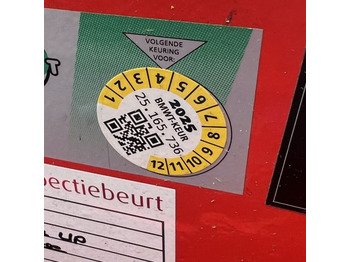 VOLGENDE
KEURING
VOOR:
1 2 3 4 5 6 7 8 9 10 11 12
2025
BMWT-KEUR
25.165.736
pectiebeurt
UP